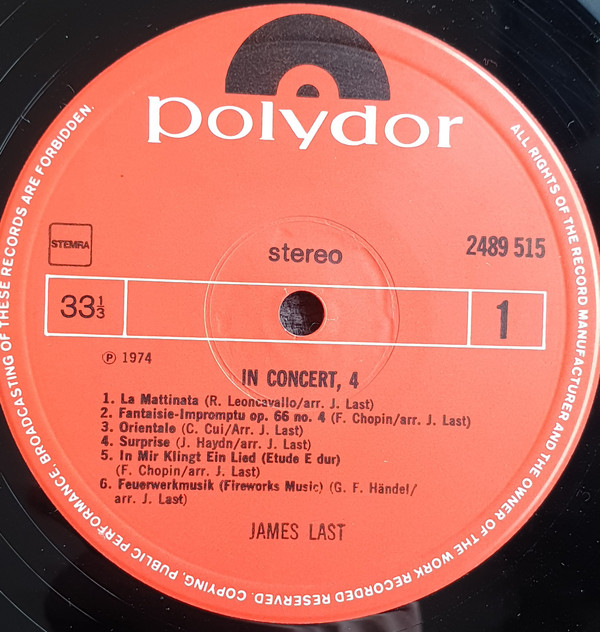 polydor
STEMRA
stereo
2489 515
33 1/3
1
℗ 1974
IN CONCERT, 4
1. La Mattinata (R. Leoncavallo/arr. J. Last)
2. Fantaisie-Impromptu op. 66 no. 4 (F. Chopin/arr. J. Last)
3. Orientale (C. Cui/arr. J. Last)
4. Surprise (J. Haydn/arr. J. Last)
5. In Mir Klingt Ein Lied (Etude E dur)
(F. Chopin/arr. J. Last)
6. Feuerwerkmusik (Fireworks Music) (G. F. Händel/
arr. J. Last)
JAMES LAST
ALL RIGHTS OF THE RECORD MANUFACTURER AND THE OWNER OF THE WORK RECORDED RESERVED. COPYING, PUBLIC PERFORMANCE, BROADCASTING OF THESE RECORDS ARE FORBIDDEN.